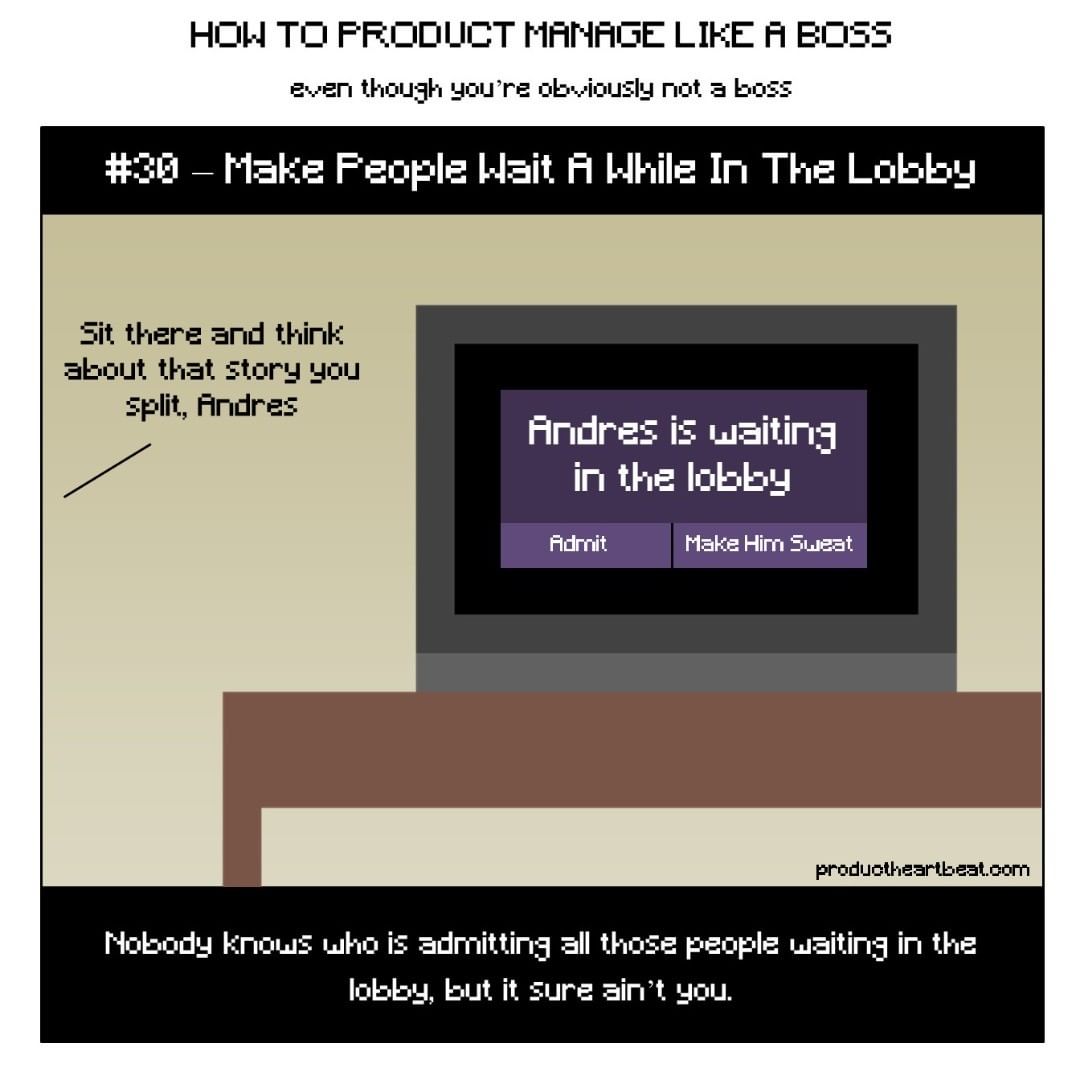 HOW TO PRODUCT MANAGE LIKE A BOSS
even though you're obviously not a boss
#30 – Make People Wait A While In The Lobby
Sit there and think
about that story you
split, Andres
Andres is waiting
in the lobby
Admit
Make Him Sweat
productheartbeat.com
Nobody knows who is admitting all those people waiting in the
lobby, but it sure ain't you.